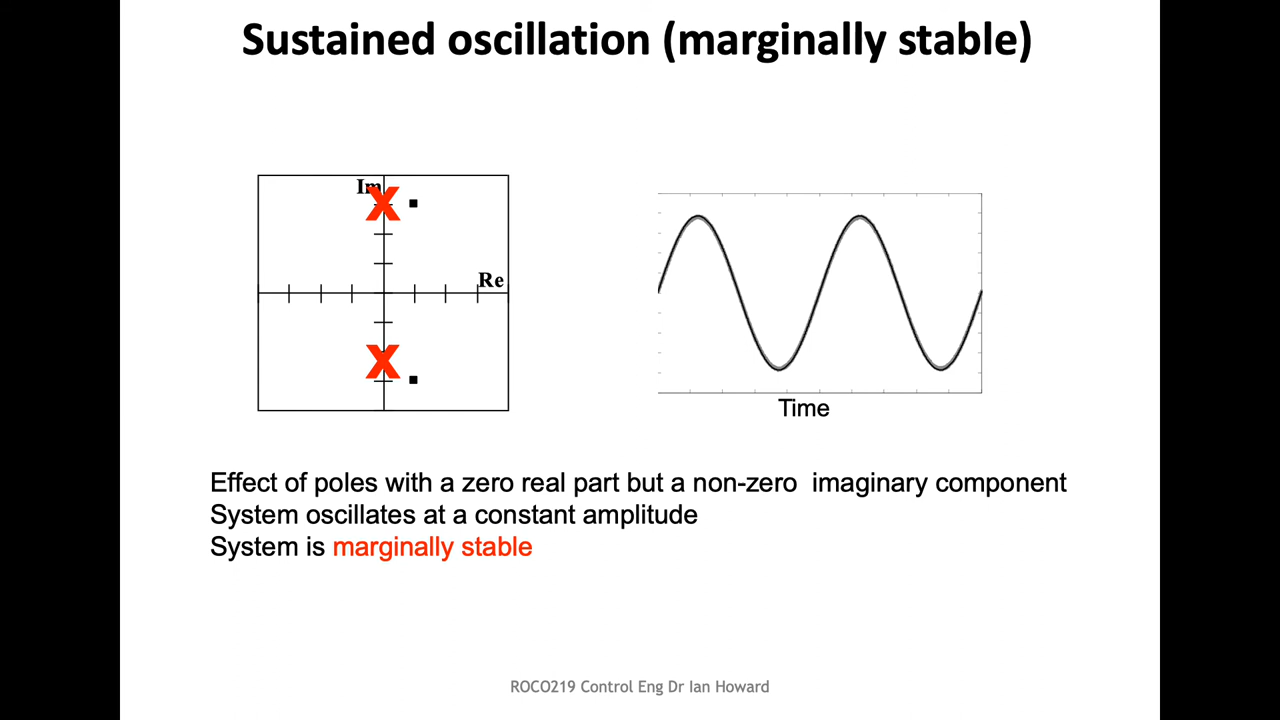 Sustained oscillation (marginally stable)
Im
X
Re
X
Time
Effect of poles with a zero real part but a non-zero  imaginary component
System oscillates at a constant amplitude
System is marginally stable
ROCO219 Control Eng Dr Ian Howard